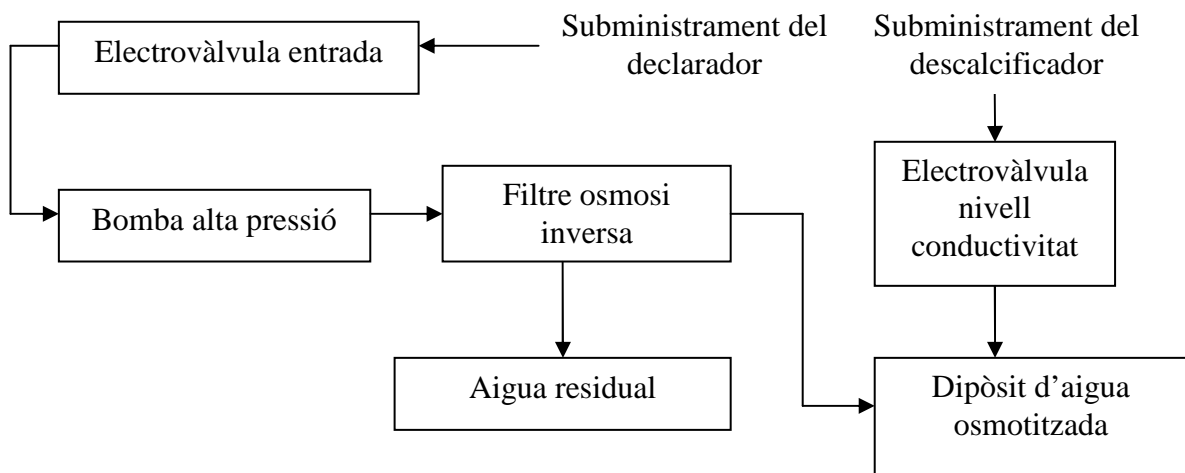 Electrovàlvula entrada
Subministrament del
declarador
Subministrament del
descalcificador
Electrovàlvula
nivell
conductivitat
Bomba alta pressió
Filtre osmosi
inversa
Aigua residual
Dipòsit d’aigua
osmotitzada